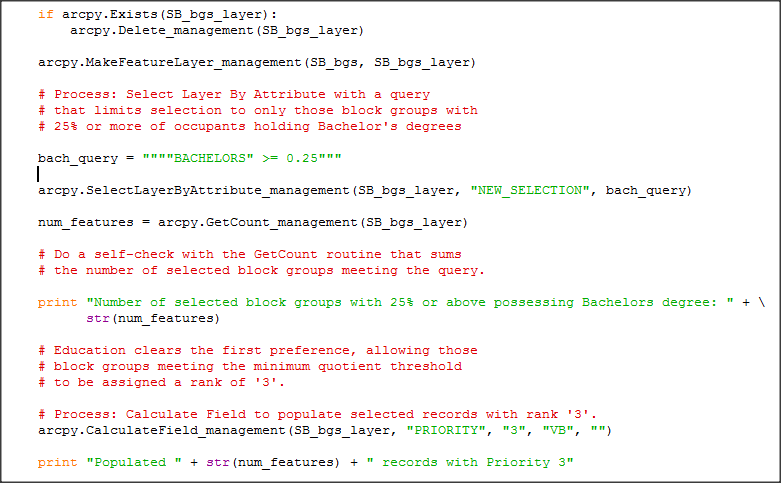 if arcpy.Exists(SB_bgs_layer):
    arcpy.Delete_management(SB_bgs_layer)
arcpy.MakeFeatureLayer_management(SB_bgs, SB_bgs_layer)
# Process: Select Layer By Attribute with a query
# that limits selection to only those block groups with
# 25% or more of occupants holding Bachelor's degrees
bach_query = """"BACHELORS" >= 0.25"""
arcpy.SelectLayerByAttribute_management(SB_bgs_layer, "NEW_SELECTION", bach_query)
num_features = arcpy.GetCount_management(SB_bgs_layer)
# Do a self-check with the GetCount routine that sums
# the number of selected block groups meeting the query.
print "Number of selected block groups with 25% or above possessing Bachelors degree: " + \
      str(num_features)
# Education clears the first preference, allowing those
# block groups meeting the minimum quotient threshold
# to be assigned a rank of '3'.
# Process: Calculate Field to populate selected records with rank '3'.
arcpy.CalculateField_management(SB_bgs_layer, "PRIORITY", "3", "VB", "")
print "Populated " + str(num_features) + " records with Priority 3"